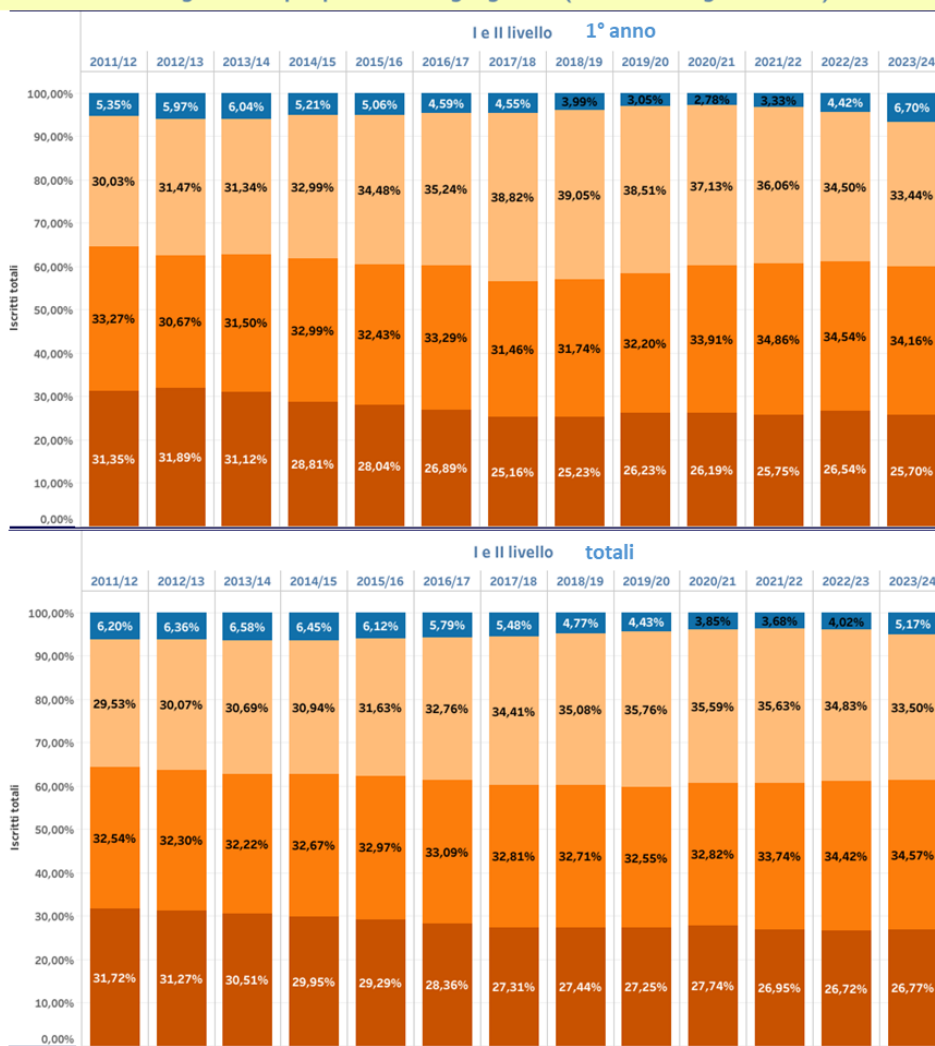 I e II livello 1° anno
2011/12 2012/13 2013/14 2014/15 2015/16 2016/17 2017/18 2018/19 2019/20 2020/21 2021/22 2022/23 2023/24
100,00%
5,35% 5,97% 6,04% 5,21% 5,06% 4,59% 4,55% 3,99% 3,05% 2,78% 3,33% 4,42% 6,70%
90,00%
80,00%
30,03% 31,47% 31,34% 32,99% 34,48% 35,24% 38,82% 39,05% 38,51% 37,13% 36,06% 34,50% 33,44%
70,00%
60,00%
50,00%
Iscritti totali
33,27% 30,67% 31,50% 32,99% 32,43% 33,29% 31,46% 31,74% 32,20% 33,91% 34,86% 34,54% 34,16%
40,00%
30,00%
20,00%
31,35% 31,89% 31,12% 28,81% 28,04% 26,89% 25,16% 25,23% 26,23% 26,19% 25,75% 26,54% 25,70%
10,00%
0,00%
I e II livello totali
2011/12 2012/13 2013/14 2014/15 2015/16 2016/17 2017/18 2018/19 2019/20 2020/21 2021/22 2022/23 2023/24
100,00%
6,20% 6,36% 6,58% 6,45% 6,12% 5,79% 5,48% 4,77% 4,43% 3,85% 3,68% 4,02% 5,17%
90,00%
80,00%
29,53% 30,07% 30,69% 30,94% 31,63% 32,76% 34,41% 35,08% 35,76% 35,59% 35,63% 34,83% 33,50%
70,00%
60,00%
50,00%
Iscritti totali
32,54% 32,30% 32,22% 32,67% 32,97% 33,09% 32,81% 32,71% 32,55% 32,82% 33,74% 34,42% 34,57%
40,00%
30,00%
20,00%
31,72% 31,27% 30,51% 29,95% 29,29% 28,36% 27,31% 27,44% 27,25% 27,74% 26,95% 26,72% 26,77%
10,00%
0,00%